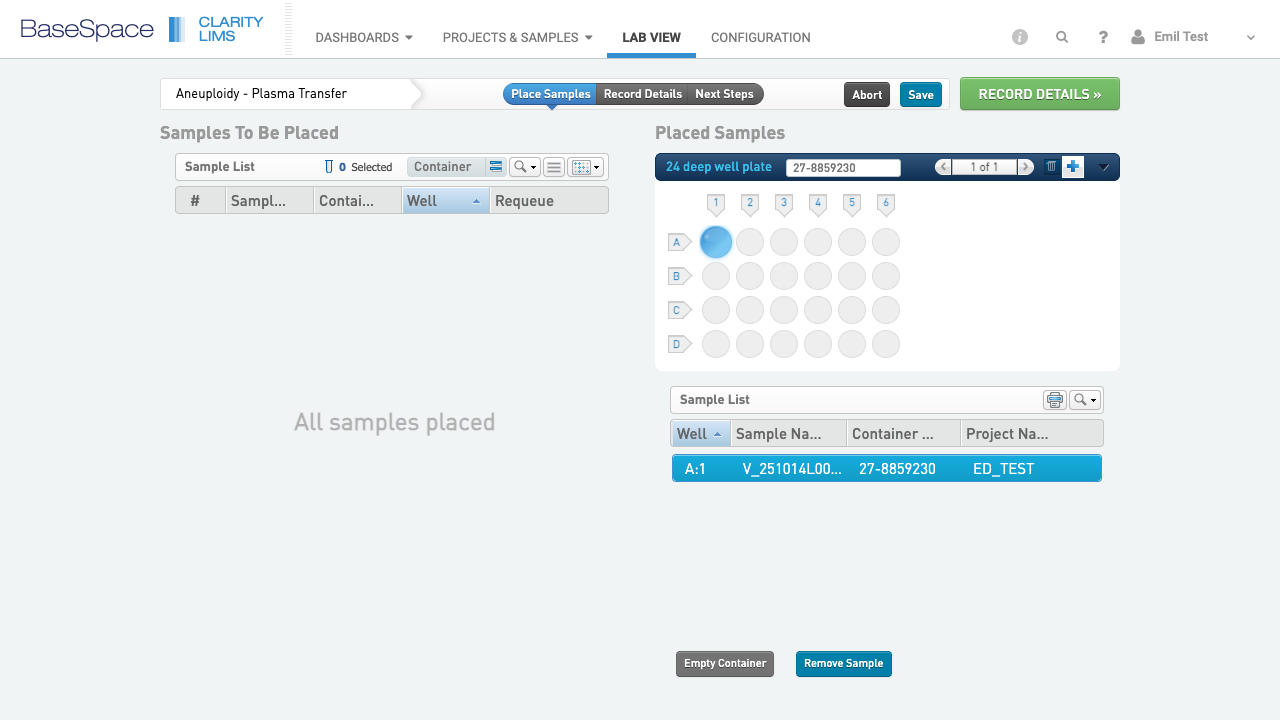 BaseSpace CLARITY LIMS
DASHBOARDS PROJECTS & SAMPLES LAB VIEW CONFIGURATION Emil Test
Aneuploidy - Plasma Transfer Place Samples Record Details Next Steps Abort Save RECORD DETAILS »
Samples To Be Placed
Sample List 0 Selected Container
# Sampl... Contai... Well Requeue
All samples placed
Placed Samples
24 deep well plate 27-8859230 1 of 1
1 2 3 4 5 6
A
B
C
D
Sample List
Well Sample Na... Container ... Project Na...
A:1 V_251014L00... 27-8859230 ED_TEST
Empty Container Remove Sample